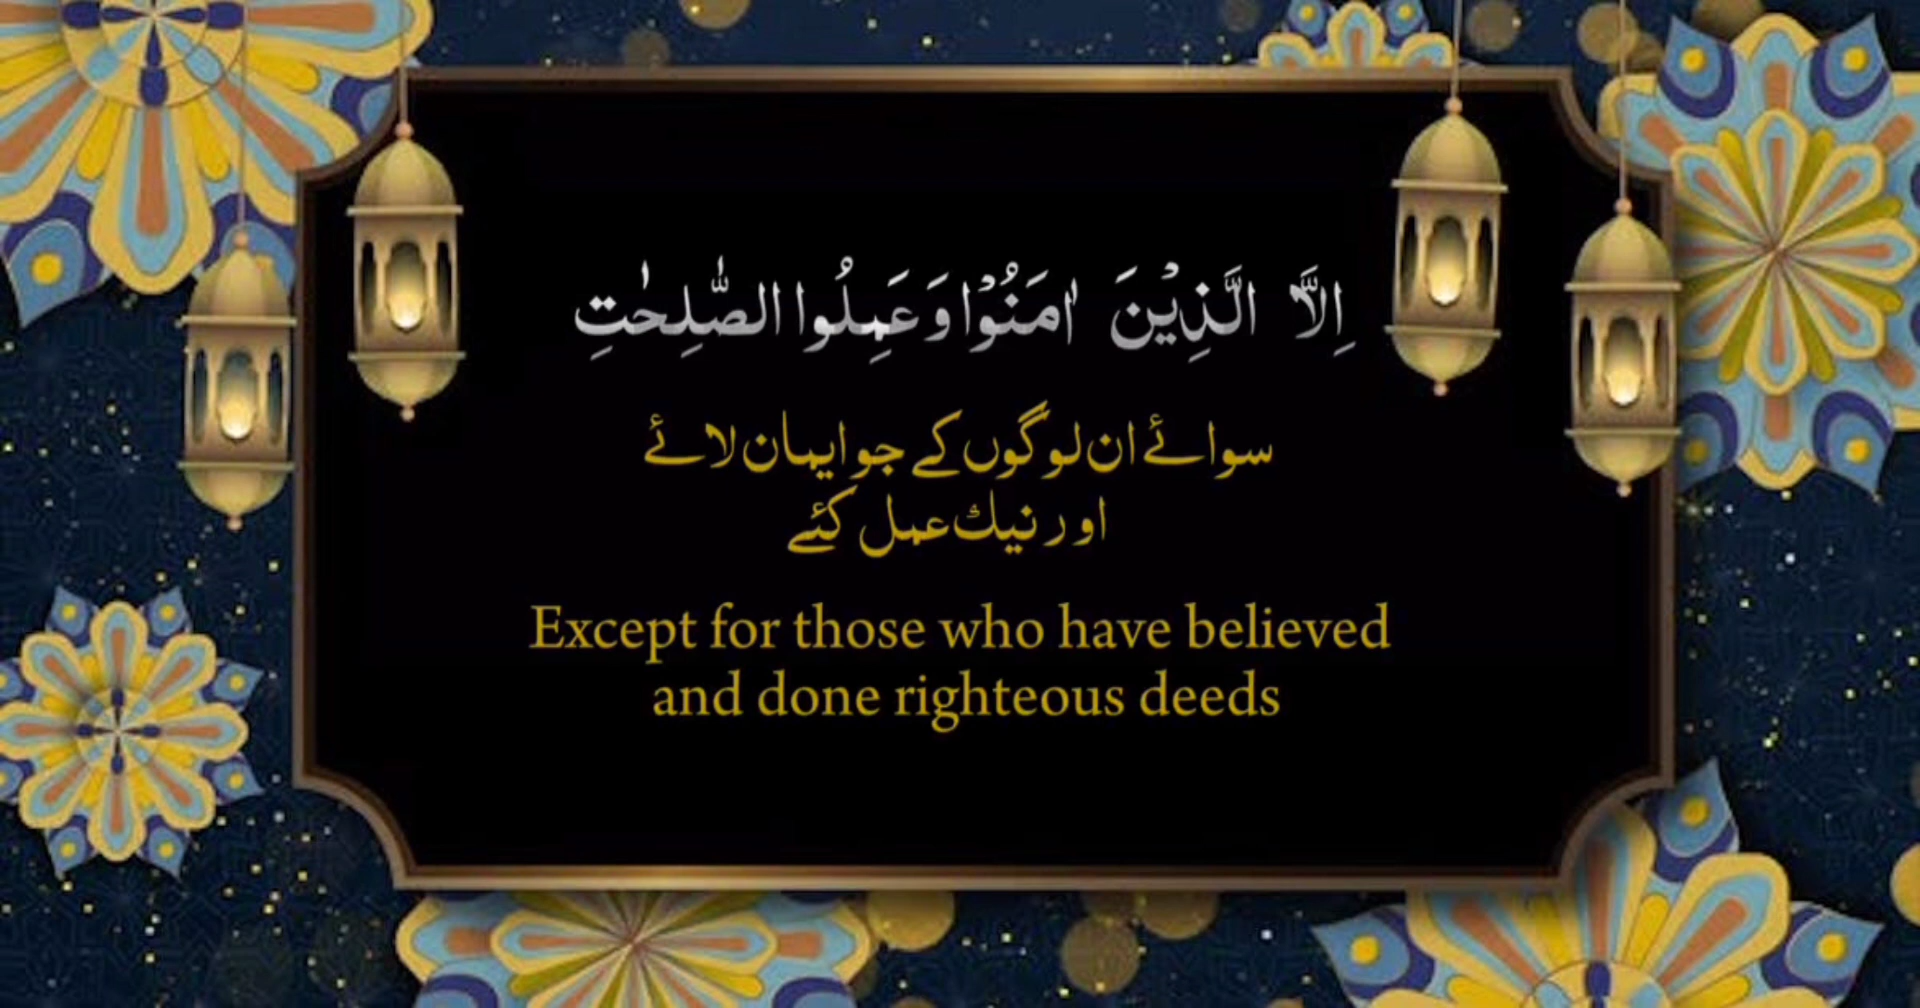 اِلَّا الَّذِيْنَ اٰمَنُوْا وَعَمِلُوا الصّٰلِحٰتِ
سوائے ان لوگوں کے جو ایمان لائے
اور نیك عمل کئے
Except for those who have believed
and done righteous deeds